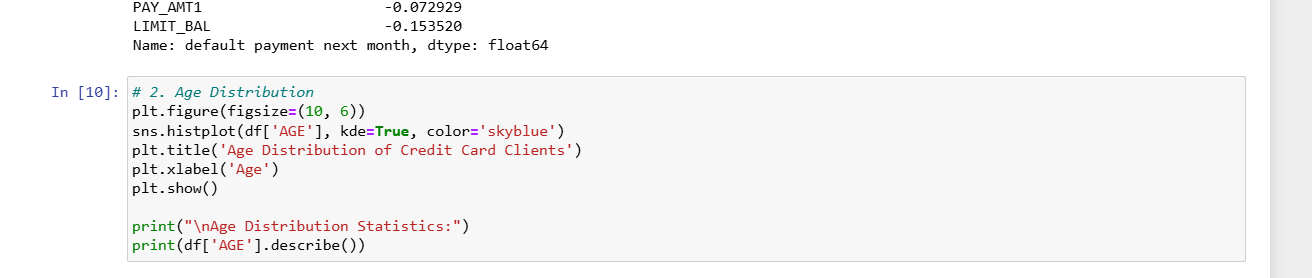 PAY_AMT1                     -0.072929
LIMIT_BAL                    -0.153520
Name: default payment next month, dtype: float64
In [10]: # 2. Age Distribution
plt.figure(figsize=(10, 6))
sns.histplot(df['AGE'], kde=True, color='skyblue')
plt.title('Age Distribution of Credit Card Clients')
plt.xlabel('Age')
plt.show()
print("\nAge Distribution Statistics:")
print(df['AGE'].describe())